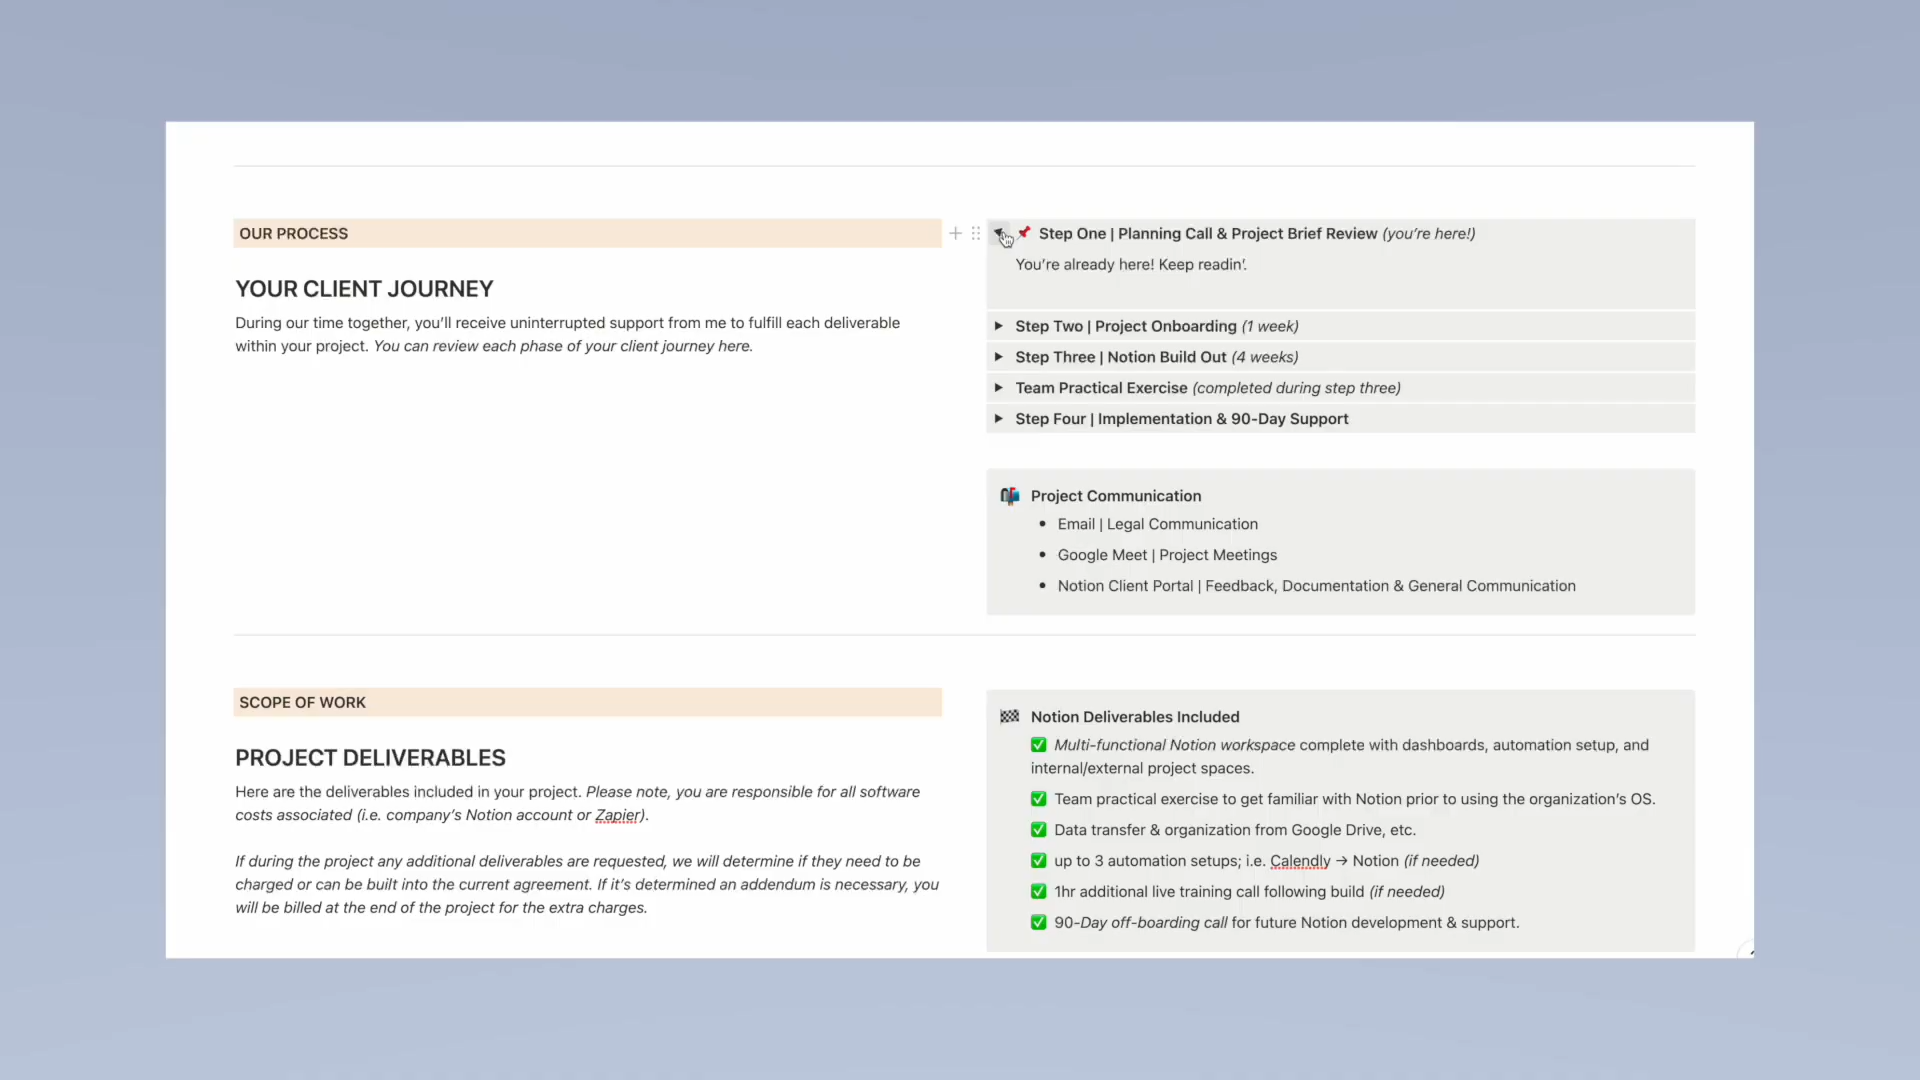 OUR PROCESS
YOUR CLIENT JOURNEY
During our time together, you'll receive uninterrupted support from me to fulfill each deliverable
within your project. You can review each phase of your client journey here.
Step One | Planning Call & Project Brief Review (you're here!)
You're already here! Keep readin'.
Step Two | Project Onboarding (1 week)
Step Three | Notion Build Out (4 weeks)
Team Practical Exercise (completed during step three)
Step Four | Implementation & 90-Day Support
Project Communication
• Email | Legal Communication
• Google Meet | Project Meetings
• Notion Client Portal | Feedback, Documentation & General Communication
SCOPE OF WORK
PROJECT DELIVERABLES
Here are the deliverables included in your project. Please note, you are responsible for all software
costs associated (i.e. company's Notion account or Zapier).
If during the project any additional deliverables are requested, we will determine if they need to be
charged or can be built into the current agreement. If it's determined an addendum is necessary, you
will be billed at the end of the project for the extra charges.
Notion Deliverables Included
✅ Multi-functional Notion workspace complete with dashboards, automation setup, and
internal/external project spaces.
✅ Team practical exercise to get familiar with Notion prior to using the organization's OS.
✅ Data transfer & organization from Google Drive, etc.
✅ up to 3 automation setups; i.e. Calendly → Notion (if needed)
✅ 1hr additional live training call following build (if needed)
✅ 90-Day off-boarding call for future Notion development & support.